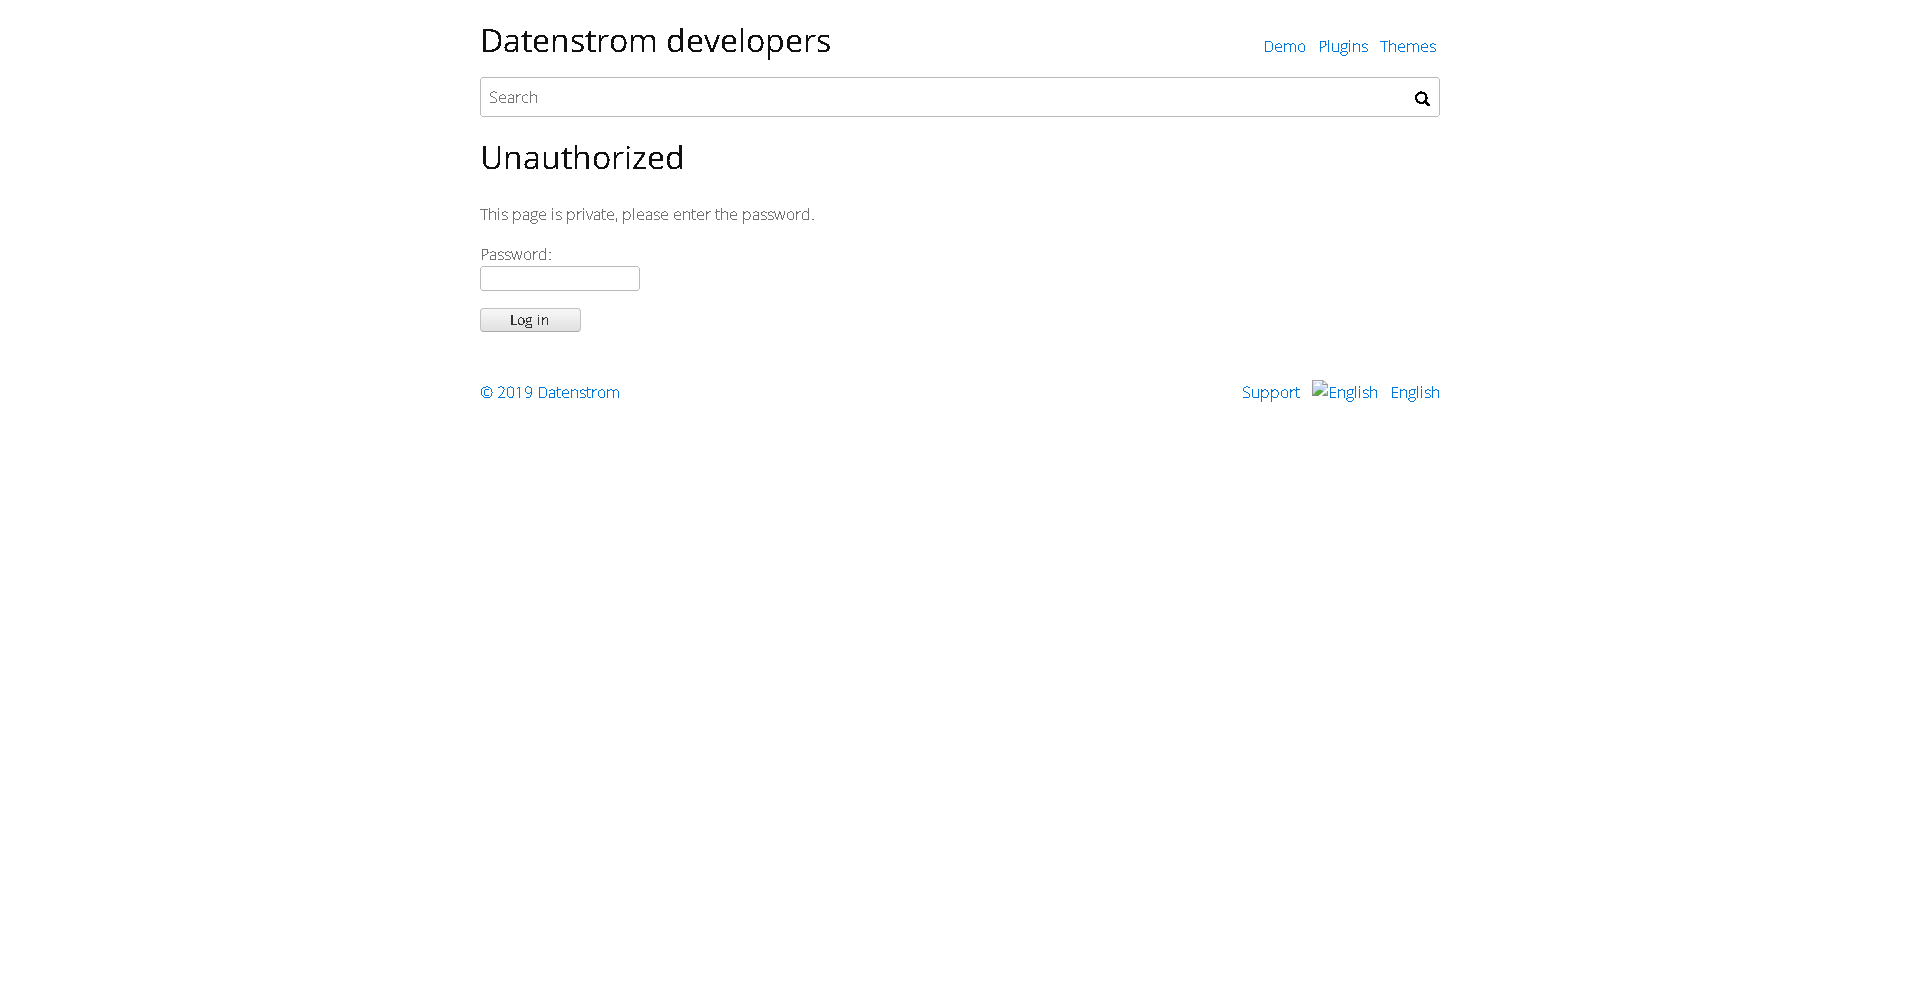 Datenstrom developers
Demo Plugins Themes
Search
Unauthorized
This page is private, please enter the password.
Password:
Log in
© 2019 Datenstrom
Support English English